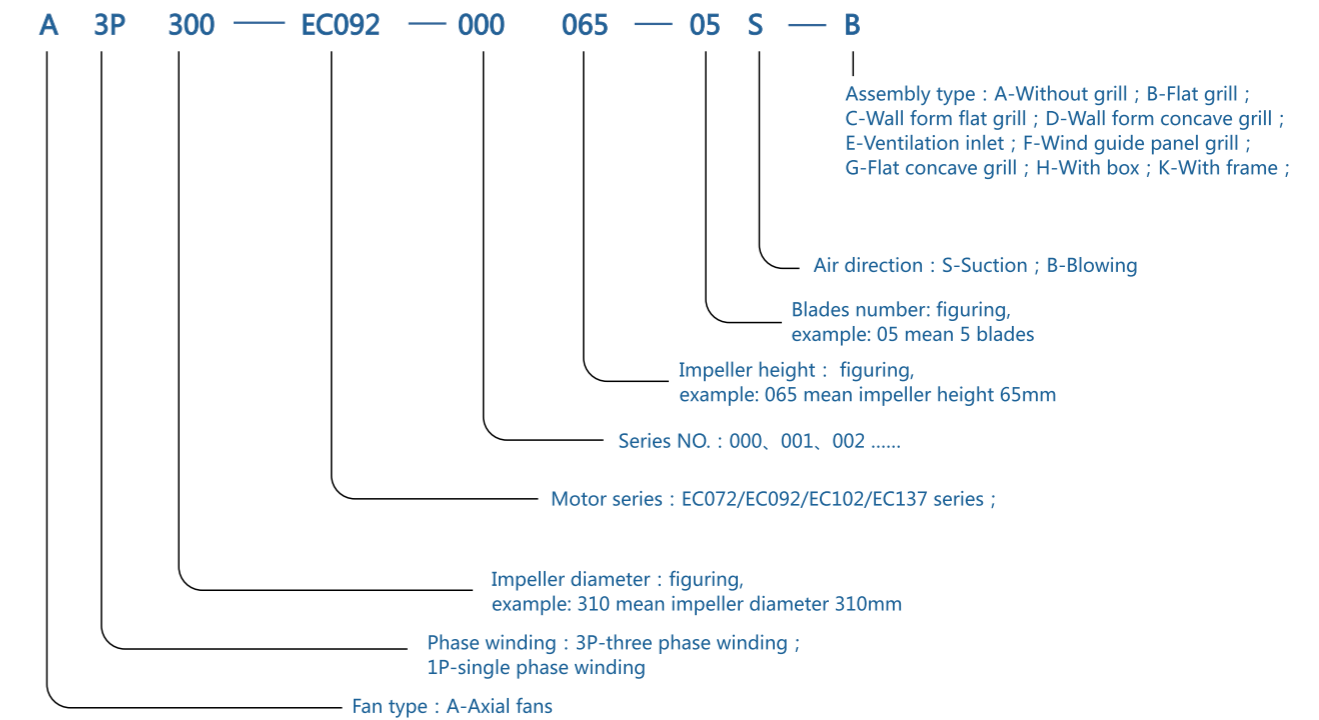 A 3P 300 — EC092 — 000 065 — 05 S — B
Assembly type：A-Without grill；B-Flat grill；
C-Wall form flat grill；D-Wall form concave grill；
E-Ventilation inlet；F-Wind guide panel grill；
G-Flat concave grill；H-With box；K-With frame；
Air direction：S-Suction；B-Blowing
Blades number: figuring,
example: 05 mean 5 blades
Impeller height： figuring,
example: 065 mean impeller height 65mm
Series NO.：000、001、002 ......
Motor series：EC072/EC092/EC102/EC137 series；
Impeller diameter：figuring,
example: 310 mean impeller diameter 310mm
Phase winding：3P-three phase winding；
1P-single phase winding
Fan type：A-Axial fans